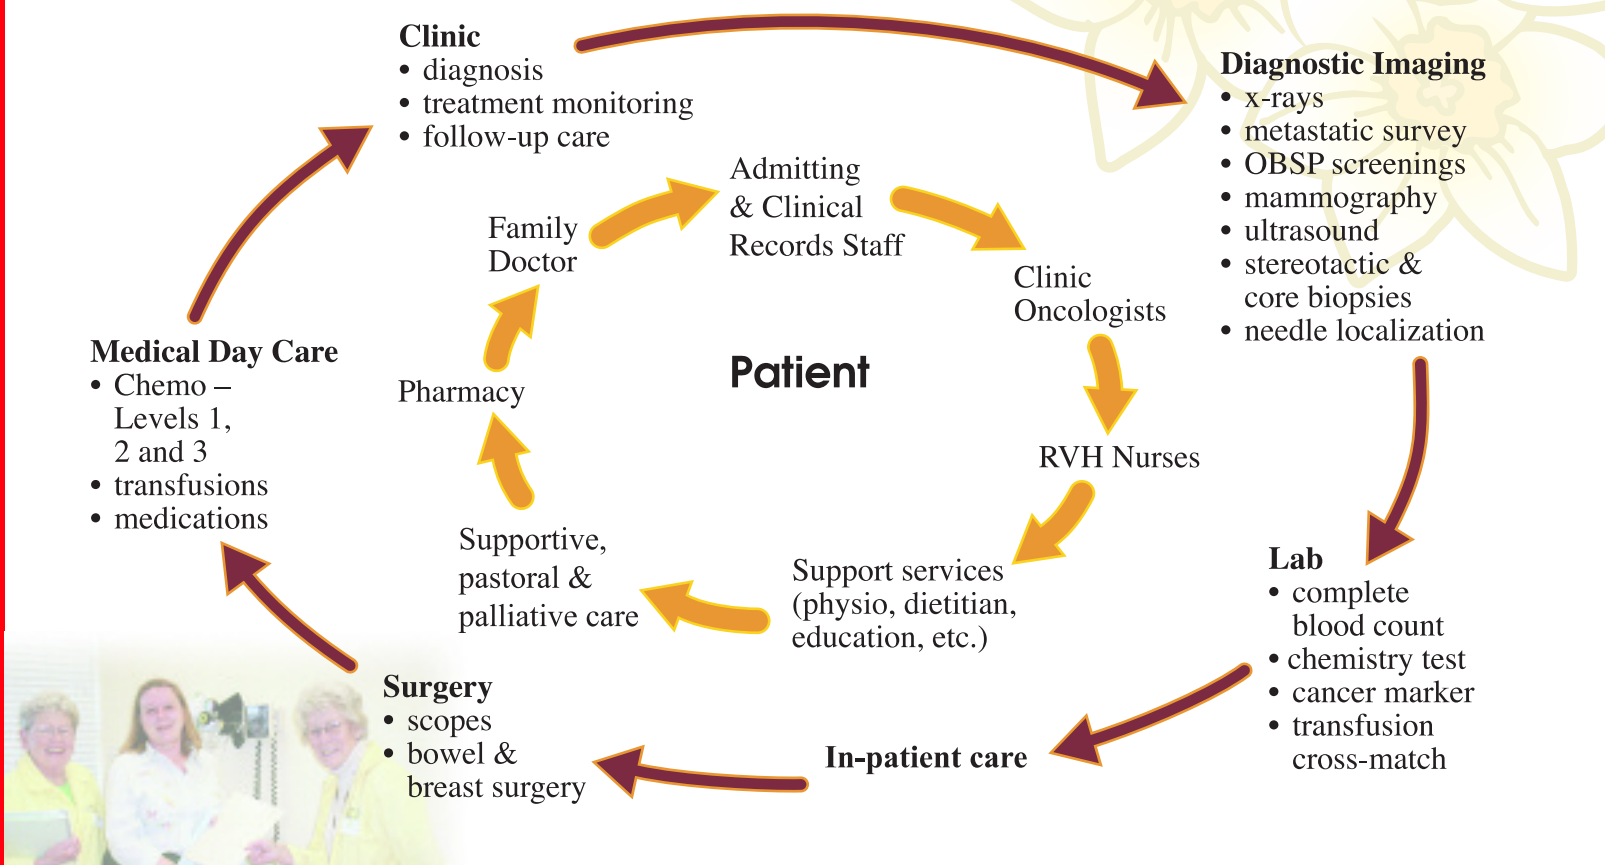 Clinic
• diagnosis
• treatment monitoring
• follow-up care
Diagnostic Imaging
• x-rays
• metastatic survey
• OBSP screenings
• mammography
• ultrasound
• stereotactic &
core biopsies
• needle localization
Admitting
& Clinical
Records Staff
Family
Doctor
Clinic
Oncologists
Medical Day Care
• Chemo –
Levels 1,
2 and 3
• transfusions
• medications
Pharmacy
Patient
RVH Nurses
Supportive,
pastoral &
palliative care
Support services
(physio, dietitian,
education, etc.)
Lab
• complete
blood count
• chemistry test
• cancer marker
• transfusion
cross-match
Surgery
• scopes
• bowel &
breast surgery
In-patient care